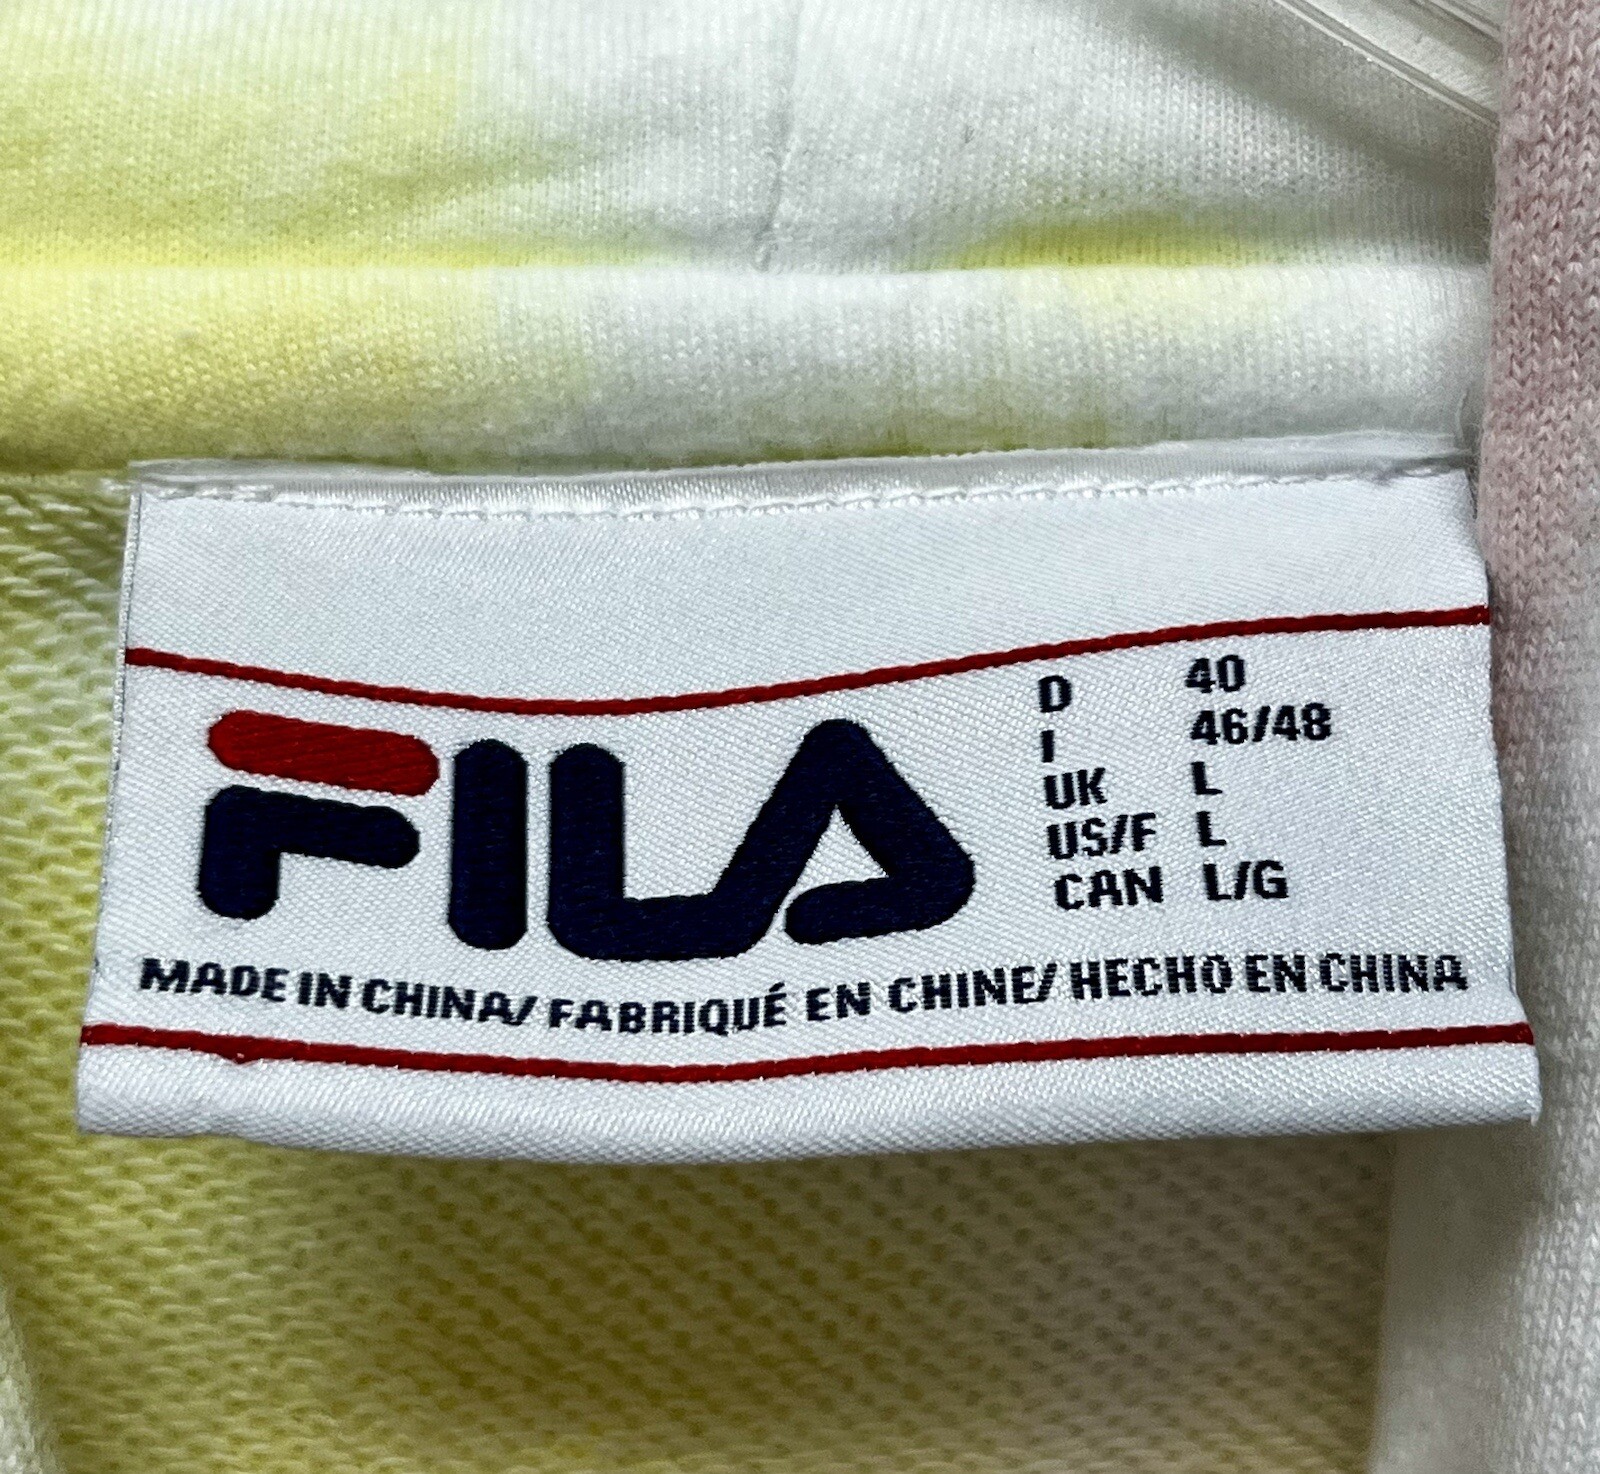 FILA
D 40
I 46/48
UK L
US/F L
CAN L/G
MADE IN CHINA/ FABRIQUÉ EN CHINE/ HECHO EN CHINA